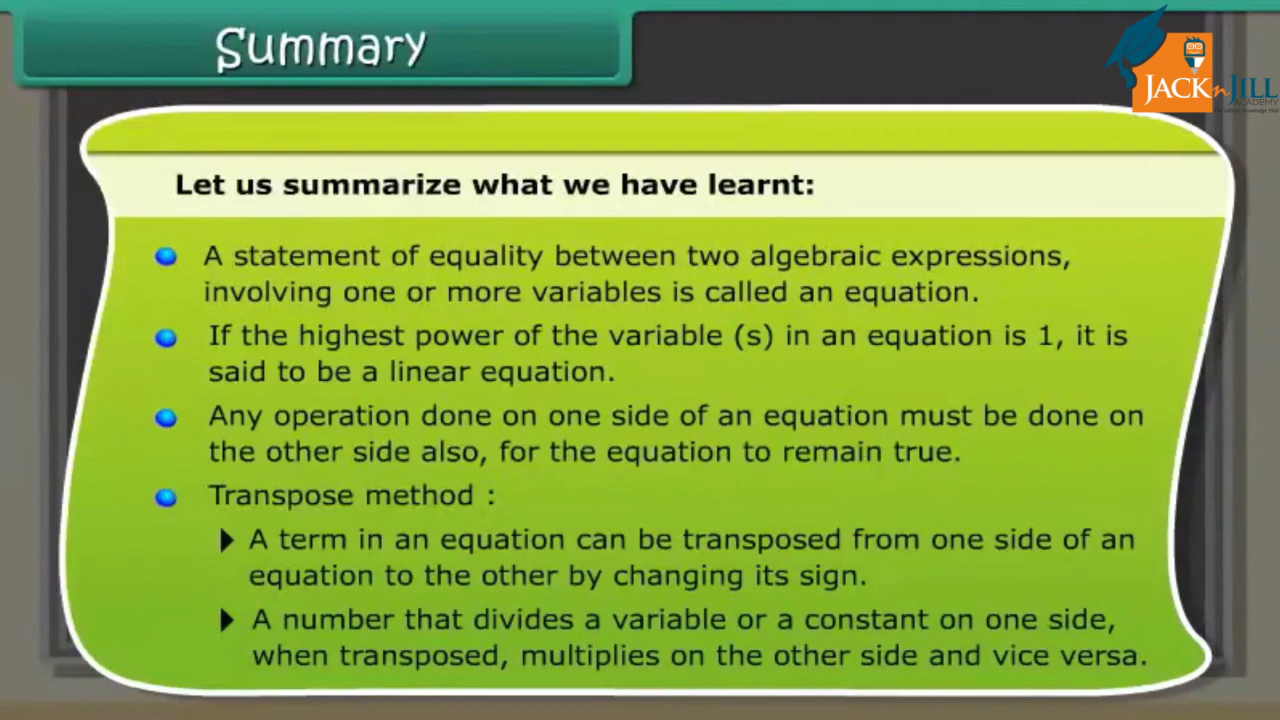 Summary
JACK n JILL
ACADEMY
Let us summarize what we have learnt:
A statement of equality between two algebraic expressions,
involving one or more variables is called an equation.
If the highest power of the variable (s) in an equation is 1, it is
said to be a linear equation.
Any operation done on one side of an equation must be done on
the other side also, for the equation to remain true.
Transpose method :
A term in an equation can be transposed from one side of an
equation to the other by changing its sign.
A number that divides a variable or a constant on one side,
when transposed, multiplies on the other side and vice versa.